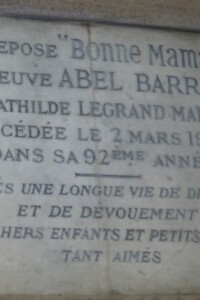 EPOSE "Bonne Mam
EUVE ABEL BARR
ATHILDE LEGRAND MA
CÉDÉE LE 2 MARS 19
DANS SA 92ÈME ANNÉ
ÈS UNE LONGUE VIE DE D
ET DE DÉVOUEMENT
HERS ENFANTS ET PETITS
TANT AIMÉS